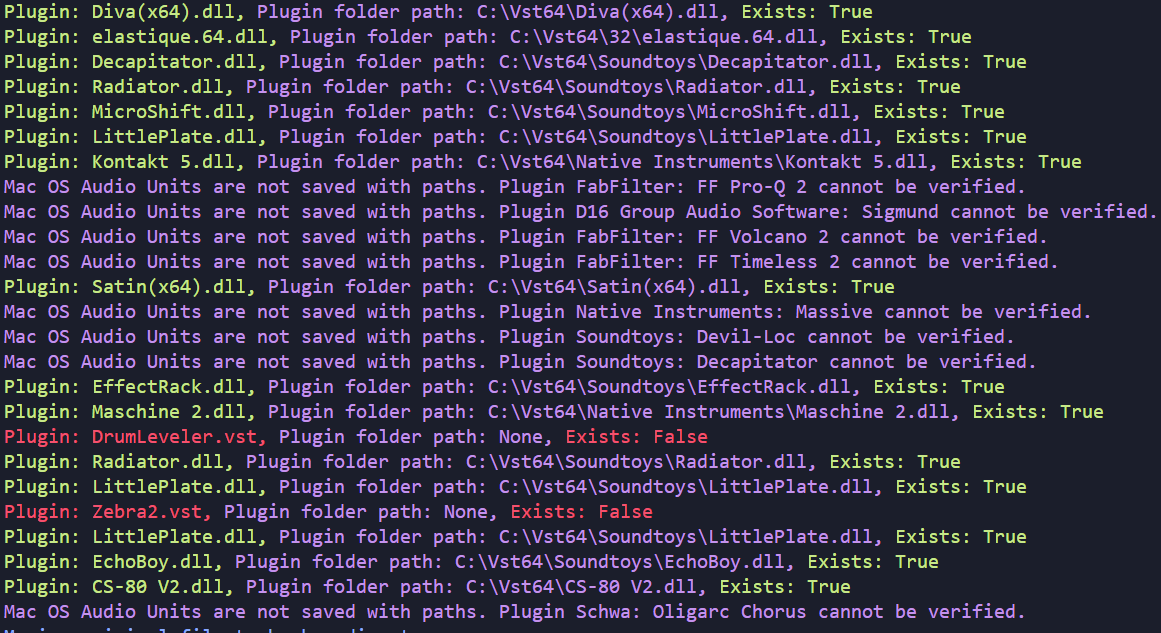 Plugin: Diva(x64).dll, Plugin folder path: C:\Vst64\Diva(x64).dll, Exists: True
Plugin: elastique.64.dll, Plugin folder path: C:\Vst64\32\elastique.64.dll, Exists: True
Plugin: Decapitator.dll, Plugin folder path: C:\Vst64\Soundtoys\Decapitator.dll, Exists: True
Plugin: Radiator.dll, Plugin folder path: C:\Vst64\Soundtoys\Radiator.dll, Exists: True
Plugin: MicroShift.dll, Plugin folder path: C:\Vst64\Soundtoys\MicroShift.dll, Exists: True
Plugin: LittlePlate.dll, Plugin folder path: C:\Vst64\Soundtoys\LittlePlate.dll, Exists: True
Plugin: Kontakt 5.dll, Plugin folder path: C:\Vst64\Native Instruments\Kontakt 5.dll, Exists: True
Mac OS Audio Units are not saved with paths. Plugin FabFilter: FF Pro-Q 2 cannot be verified.
Mac OS Audio Units are not saved with paths. Plugin D16 Group Audio Software: Sigmund cannot be verified.
Mac OS Audio Units are not saved with paths. Plugin FabFilter: FF Volcano 2 cannot be verified.
Mac OS Audio Units are not saved with paths. Plugin FabFilter: FF Timeless 2 cannot be verified.
Plugin: Satin(x64).dll, Plugin folder path: C:\Vst64\Satin(x64).dll, Exists: True
Mac OS Audio Units are not saved with paths. Plugin Native Instruments: Massive cannot be verified.
Mac OS Audio Units are not saved with paths. Plugin Soundtoys: Devil-Loc cannot be verified.
Mac OS Audio Units are not saved with paths. Plugin Soundtoys: Decapitator cannot be verified.
Plugin: EffectRack.dll, Plugin folder path: C:\Vst64\Soundtoys\EffectRack.dll, Exists: True
Plugin: Maschine 2.dll, Plugin folder path: C:\Vst64\Native Instruments\Maschine 2.dll, Exists: True
Plugin: DrumLeveler.vst, Plugin folder path: None, Exists: False
Plugin: Radiator.dll, Plugin folder path: C:\Vst64\Soundtoys\Radiator.dll, Exists: True
Plugin: LittlePlate.dll, Plugin folder path: C:\Vst64\Soundtoys\LittlePlate.dll, Exists: True
Plugin: Zebra2.vst, Plugin folder path: None, Exists: False
Plugin: LittlePlate.dll, Plugin folder path: C:\Vst64\Soundtoys\LittlePlate.dll, Exists: True
Plugin: EchoBoy.dll, Plugin folder path: C:\Vst64\Soundtoys\EchoBoy.dll, Exists: True
Plugin: CS-80 V2.dll, Plugin folder path: C:\Vst64\CS-80 V2.dll, Exists: True
Mac OS Audio Units are not saved with paths. Plugin Schwa: Oligarc Chorus cannot be verified.